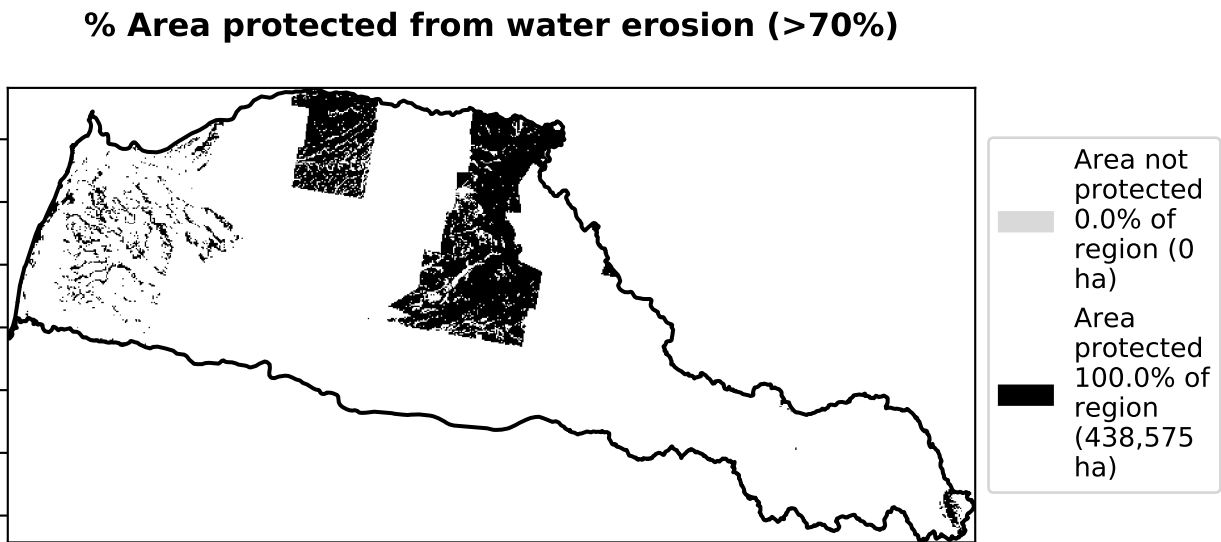 % Area protected from water erosion (>70%)
Area not
protected
0.0% of
region (0
ha)
Area
protected
100.0% of
region
(438,575
ha)